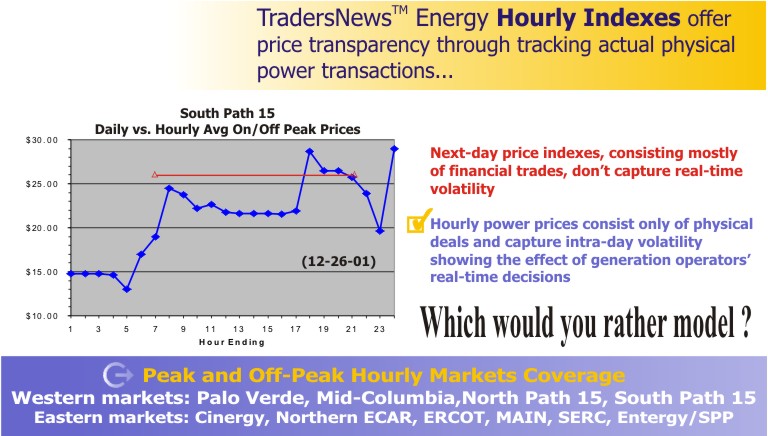 TradersNews™ Energy Hourly Indexes offer
price transparency through tracking actual physical
power transactions...
South Path 15
Daily vs. Hourly Avg On/Off Peak Prices
$30.00
$25.00
$20.00
$15.00
$10.00
(12-26-01)
1 3 5 7 9 11 13 15 17 19 21 23
Hour Ending
Next-day price indexes, consisting mostly
of financial trades, don't capture real-time
volatility
Hourly power prices consist only of physical
deals and capture intra-day volatility
showing the effect of generation operators'
real-time decisions
Which would you rather model ?
Peak and Off-Peak Hourly Markets Coverage
Western markets: Palo Verde, Mid-Columbia,North Path 15, South Path 15
Eastern markets: Cinergy, Northern ECAR, ERCOT, MAIN, SERC, Entergy/SPP